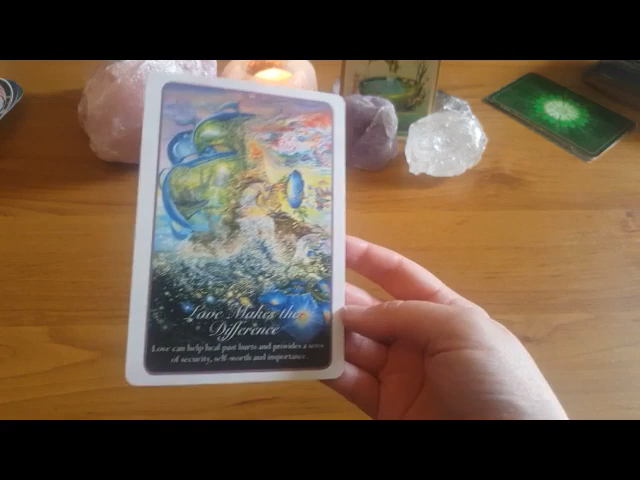 Love Makes the
Difference
Love can help heal past hurts and provides a sense
of security, self-worth and importance.